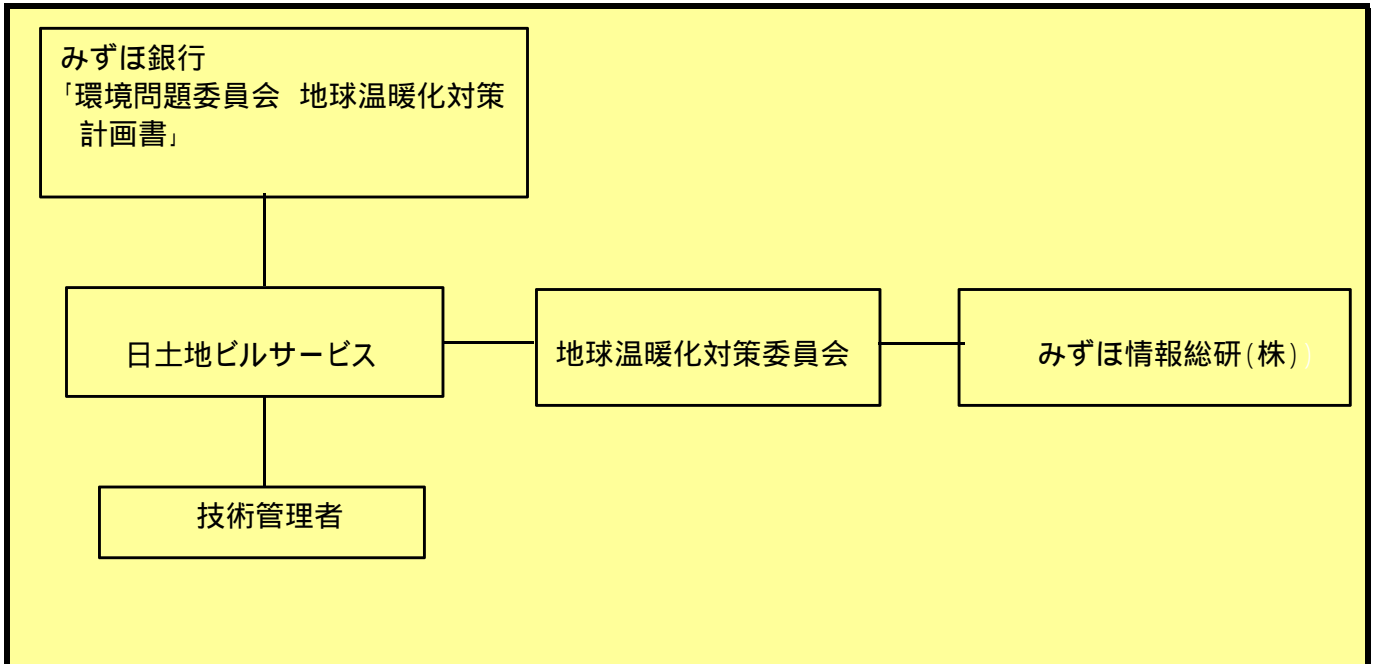 みずほ銀行
「環境問題委員会 地球温暖化対策
計画書」
日土地ビルサービス
地球温暖化対策委員会
みずほ情報総研(株))
技術管理者